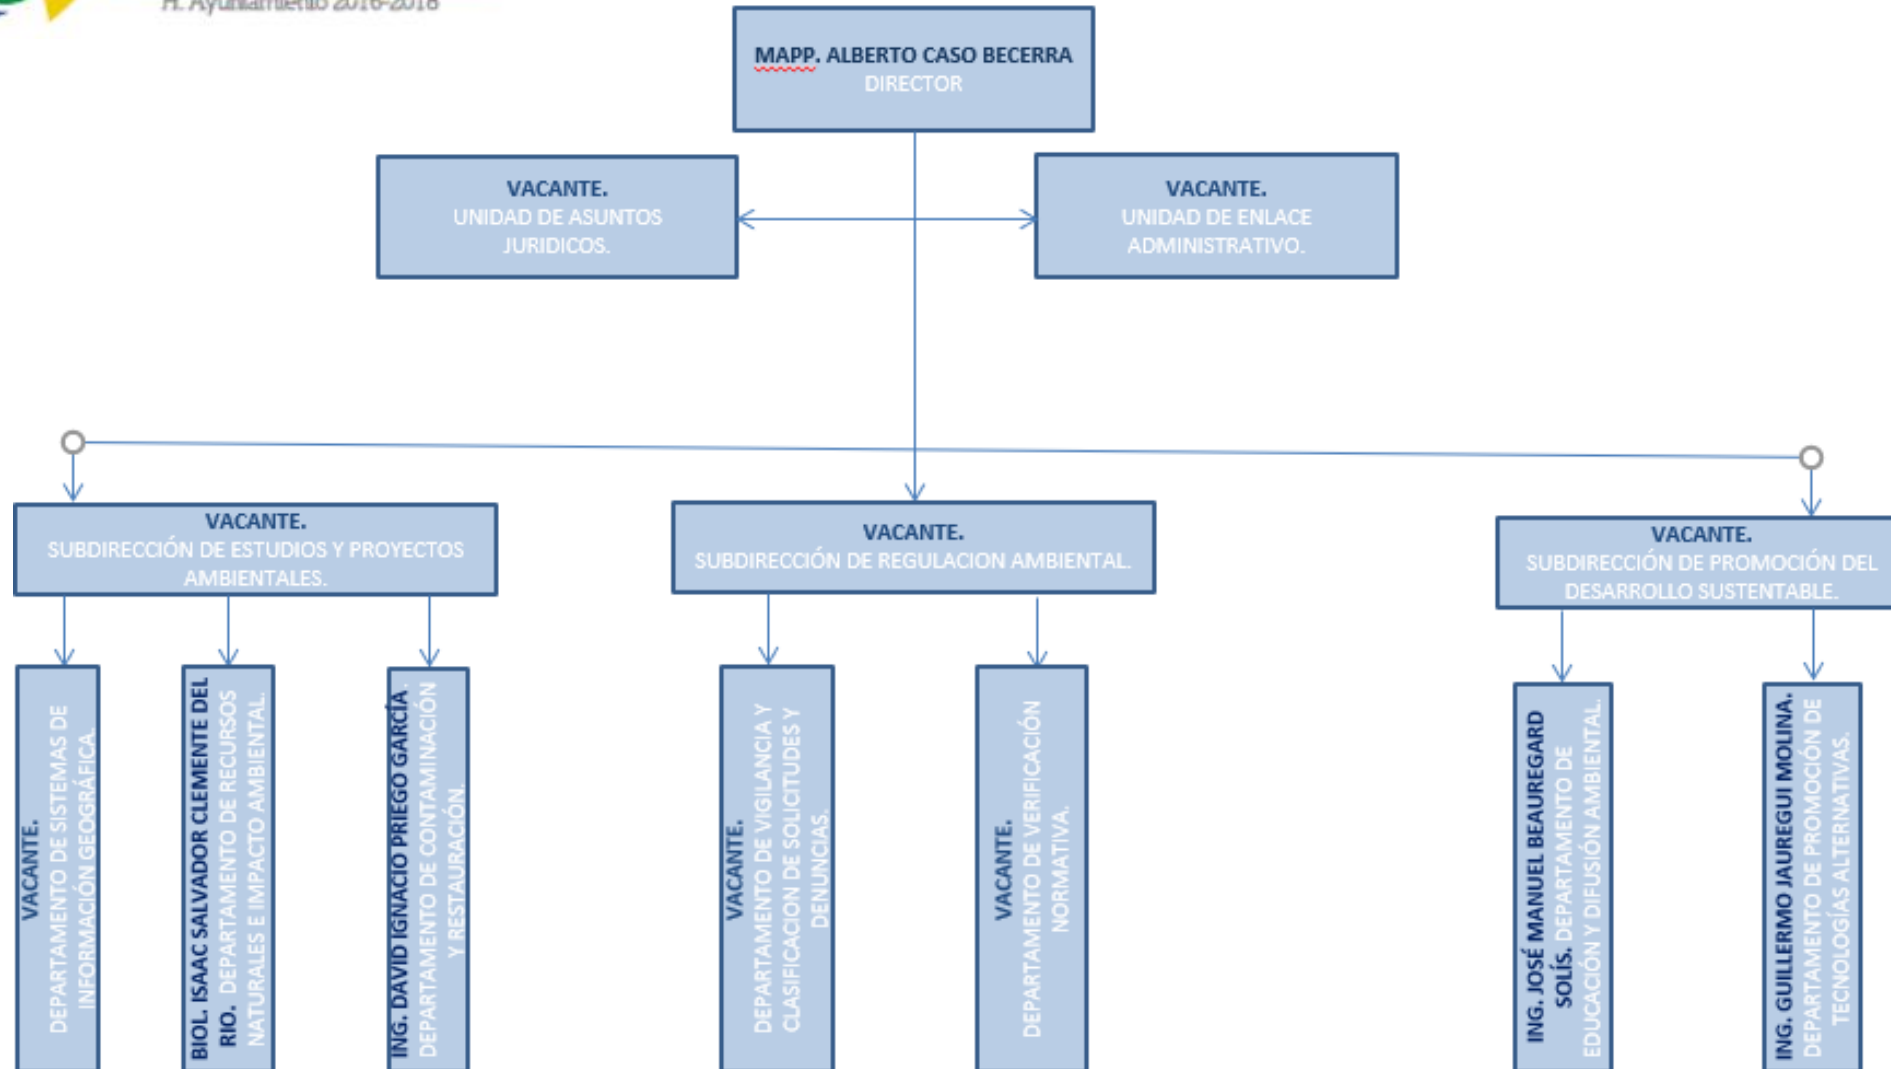 H. Ayuntamiento 2016-2018
MAPP. ALBERTO CASO BECERRA
DIRECTOR
VACANTE.
UNIDAD DE ASUNTOS
JURIDICOS.
VACANTE.
UNIDAD DE ENLACE
ADMINISTRATIVO.
VACANTE.
SUBDIRECCIÓN DE ESTUDIOS Y PROYECTOS
AMBIENTALES.
VACANTE.
SUBDIRECCIÓN DE REGULACION AMBIENTAL.
VACANTE.
SUBDIRECCIÓN DE PROMOCIÓN DEL
DESARROLLO SUSTENTABLE.
VACANTE.
DEPARTAMENTO DE SISTEMAS DE
INFORMACIÓN GEOGRÁFICA.
BIOL. ISAAC SALVADOR CLEMENTE DEL
RIO. DEPARTAMENTO DE RECURSOS
NATURALES E IMPACTO AMBIENTAL.
ING. DAVID IGNACIO PRIEGO GARCÍA.
DEPARTAMENTO DE CONTAMINACIÓN
Y RESTAURACIÓN.
VACANTE.
DEPARTAMENTO DE VIGILANCIA Y
CLASIFICACION DE SOLICITUDES Y
DENUNCIAS.
VACANTE.
DEPARTAMENTO DE VERIFICACIÓN
NORMATIVA.
ING. JOSÉ MANUEL BEAUREGARD
SOLÍS. DEPARTAMENTO DE
EDUCACIÓN Y DIFUSIÓN AMBIENTAL.
ING. GUILLERMO JAUREGUI MOLINA.
DEPARTAMENTO DE PROMOCIÓN DE
TECNOLOGÍAS ALTERNATIVAS.